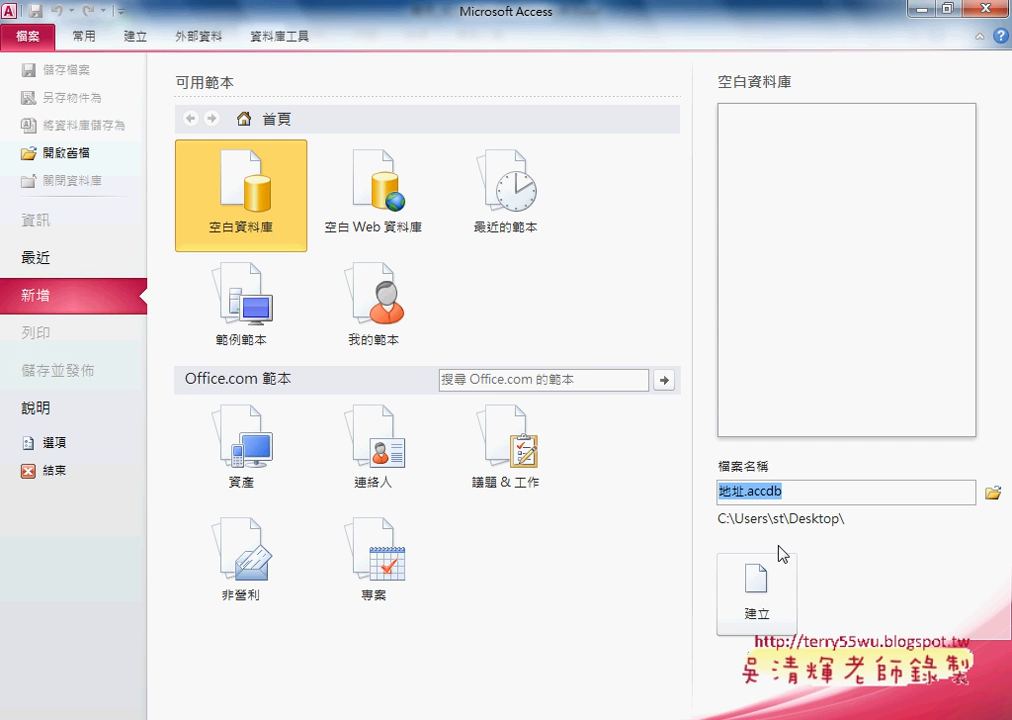 Microsoft Access
檔案
常用
建立
外部資料
資料庫工具
儲存檔案
另存物件為
將資料庫儲存為
開啟舊檔
關閉資料庫
資訊
最近
新增
列印
儲存並發佈
說明
選項
結束
可用範本
首頁
空白資料庫
空白 Web 資料庫
最近的範本
範例範本
我的範本
Office.com 範本
搜尋 Office.com 的範本
資產
連絡人
議題 & 工作
非營利
專案
空白資料庫
檔案名稱
地址.accdb
C:\Users\st\Desktop\
建立
http://terry55wu.blogspot.tw
吳清輝老師錄製